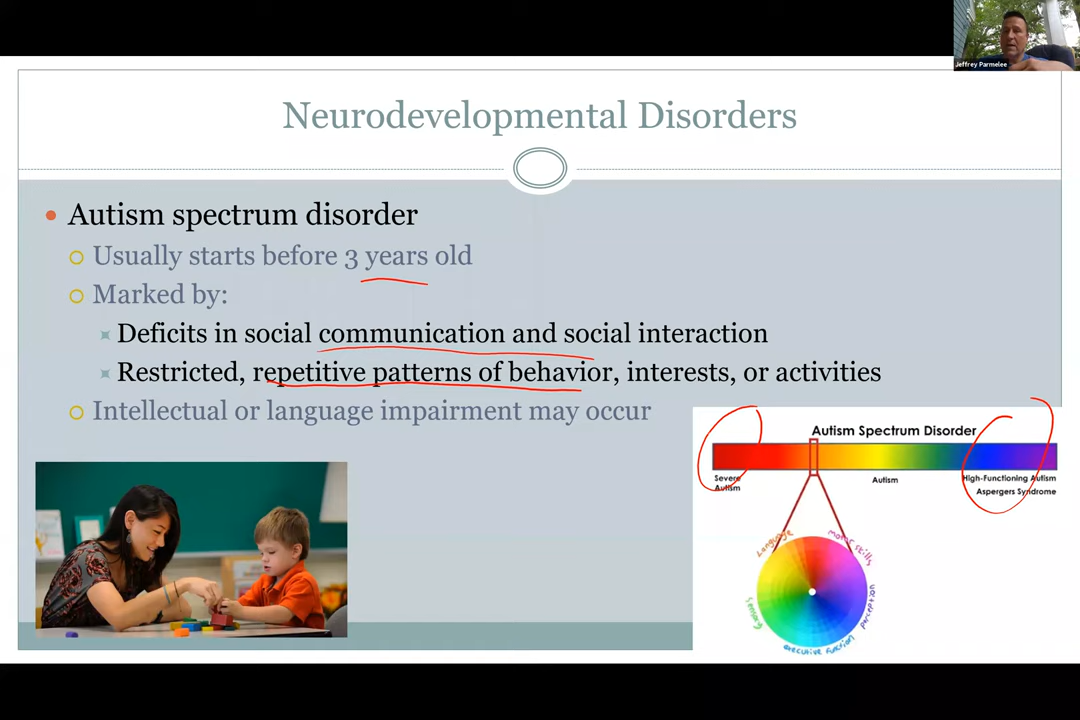 Jeffrey Parmelee
Neurodevelopmental Disorders
Autism spectrum disorder
Usually starts before 3 years old
Marked by:
Deficits in social communication and social interaction
Restricted, repetitive patterns of behavior, interests, or activities
Intellectual or language impairment may occur
Autism Spectrum Disorder
Severe
Autism
Autism
High-Functioning Autism
Aspergers Syndrome
Language
motor skills
sensory
perception
executive function